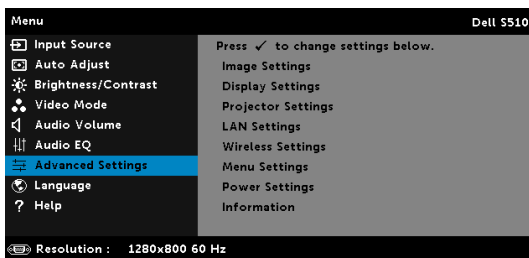 Menu Dell S510
Input Source
Auto Adjust
Brightness/Contrast
Video Mode
Audio Volume
Audio EQ
Advanced Settings
Language
? Help
Press ✓ to change settings below.
Image Settings
Display Settings
Projector Settings
LAN Settings
Wireless Settings
Menu Settings
Power Settings
Information
Resolution : 1280x800 60 Hz